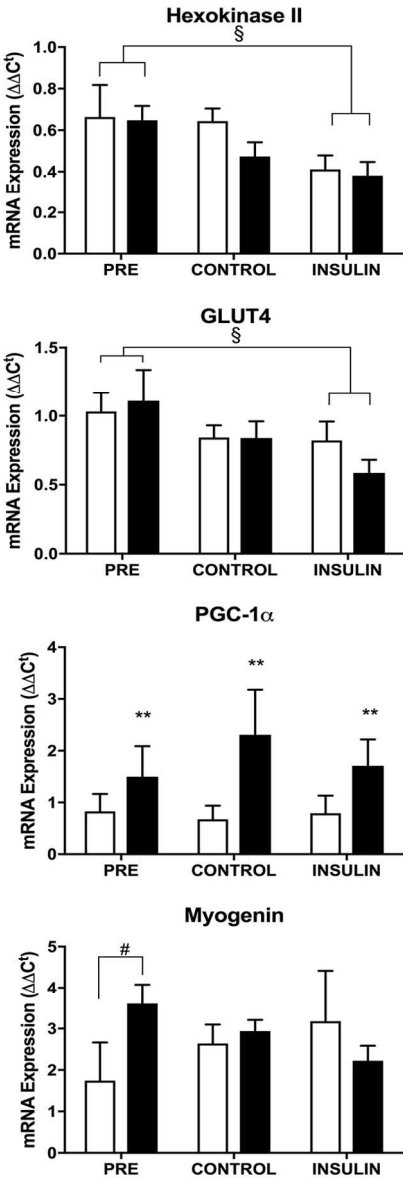 Hexokinase II
§
mRNA Expression (ΔΔCᵗ)
1.0
0.8
0.6
0.4
0.2
0.0
PRE CONTROL INSULIN
GLUT4
§
mRNA Expression (ΔΔCᵗ)
1.5
1.0
0.5
0.0
PRE CONTROL INSULIN
PGC-1α
mRNA Expression (ΔΔCᵗ)
4
3
2
1
0
** ** **
PRE CONTROL INSULIN
Myogenin
#
mRNA Expression (ΔΔCᵗ)
5
4
3
2
1
0
PRE CONTROL INSULIN